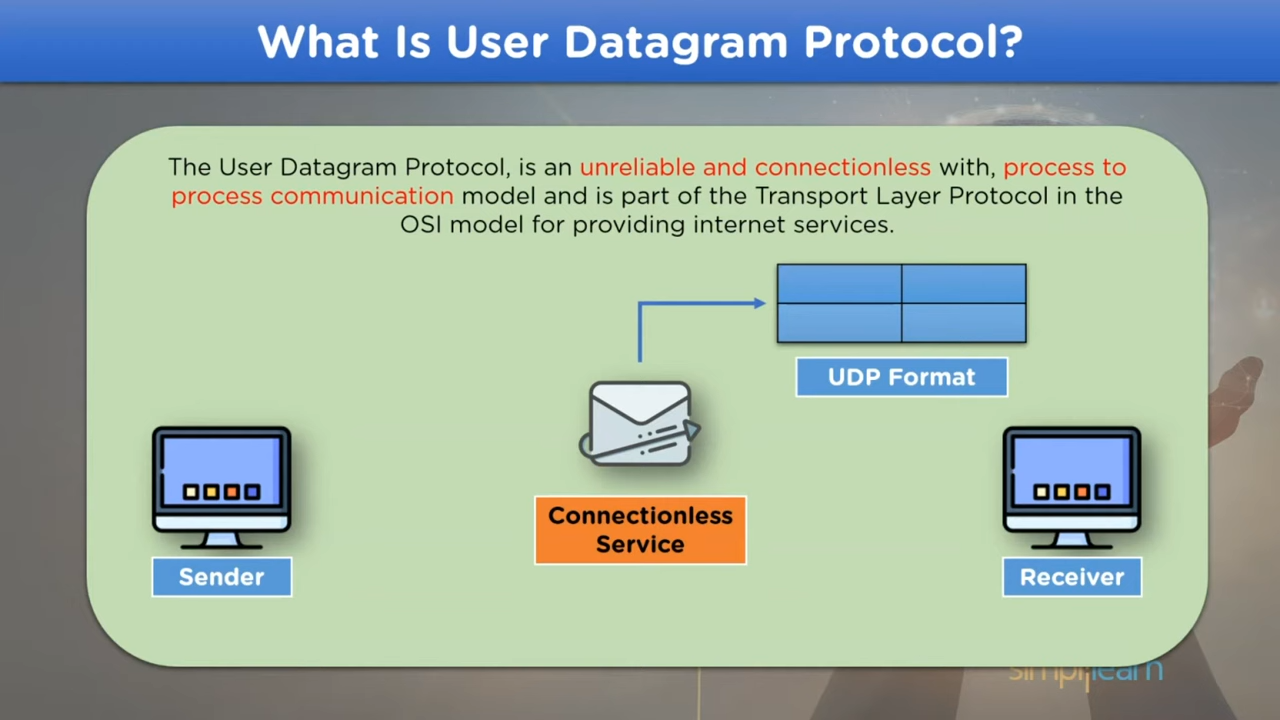 What Is User Datagram Protocol?
The User Datagram Protocol, is an unreliable and connectionless with, process to
process communication model and is part of the Transport Layer Protocol in the
OSI model for providing internet services.
UDP Format
Connectionless
Service
Sender
Receiver
simplilearn